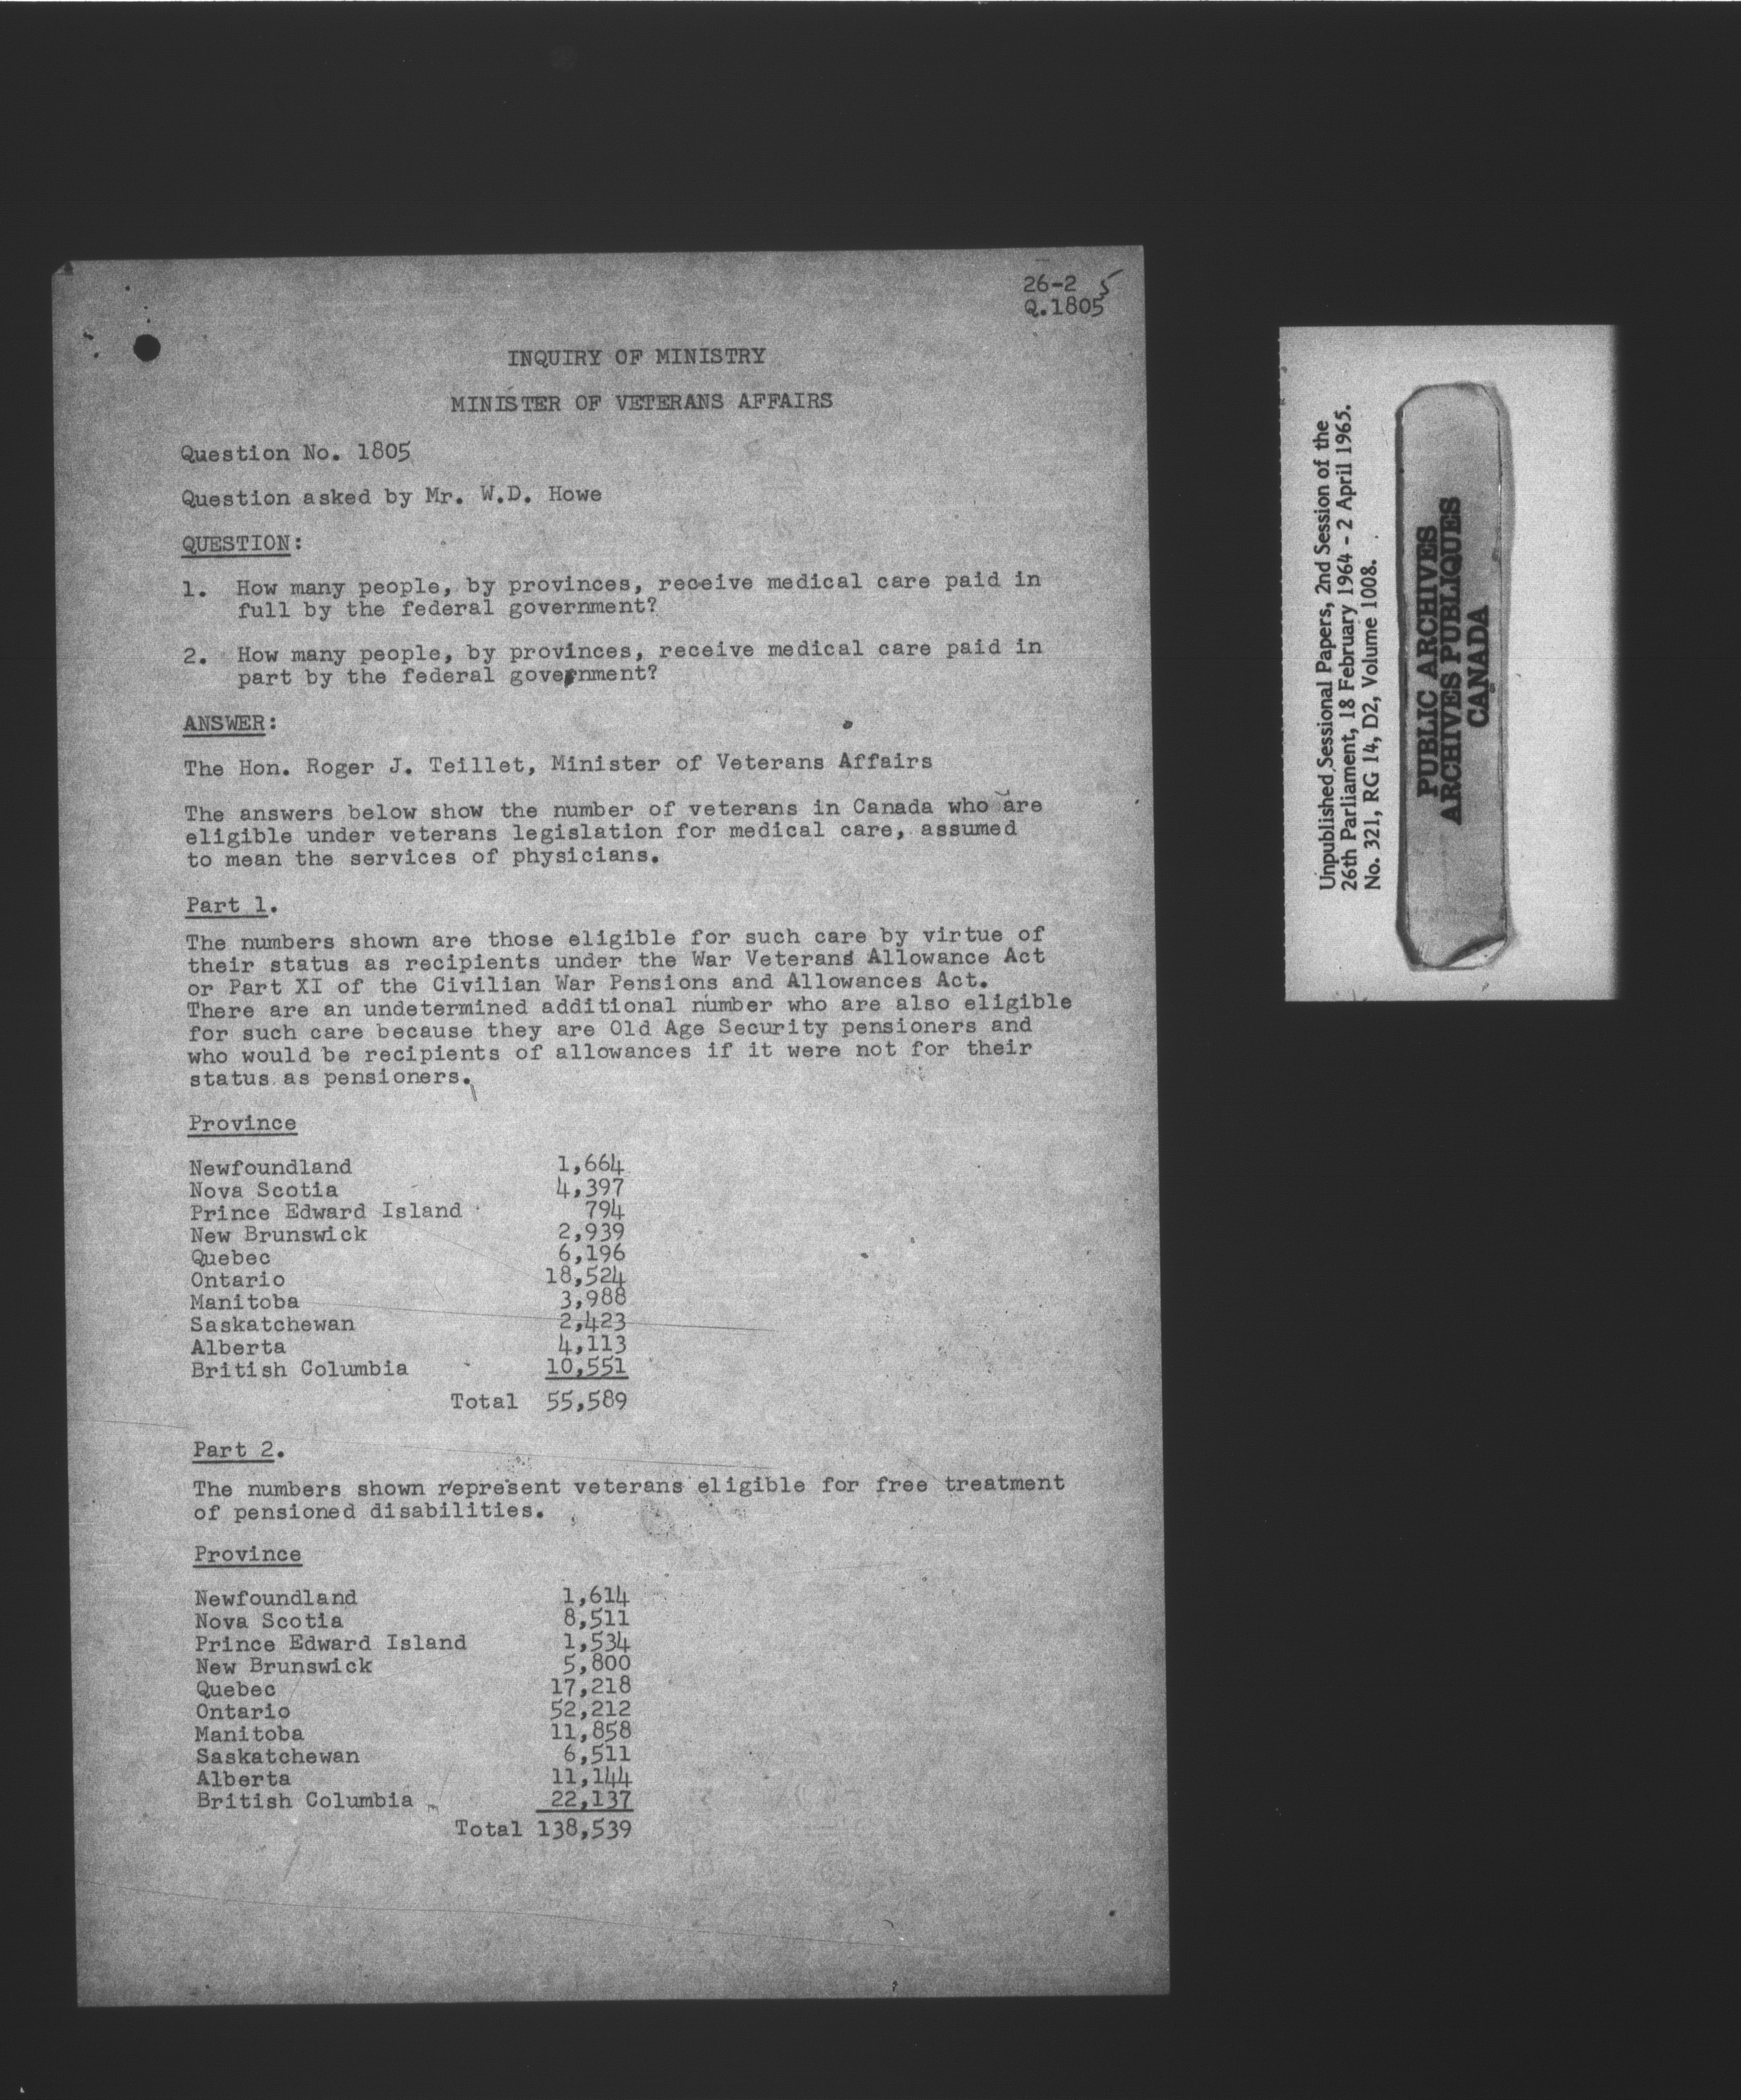 26-2 5
Q.1805
INQUIRY OF MINISTRY
MINISTER OF VETERANS AFFAIRS
Question No. 1805
Question asked by Mr. W.D. Howe
QUESTION:
1. How many people, by provinces, receive medical care paid in
full by the federal government?
2. How many people, by provinces, receive medical care paid in
part by the federal government?
ANSWER:
The Hon. Roger J. Teillet, Minister of Veterans Affairs
The answers below show the number of veterans in Canada who are
eligible under veterans legislation for medical care, assumed
to mean the services of physicians.
Part 1.
The numbers shown are those eligible for such care by virtue of
their status as recipients under the War Veterans Allowance Act
or Part XI of the Civilian War Pensions and Allowances Act.
There are an undetermined additional number who are also eligible
for such care because they are Old Age Security pensioners and
who would be recipients of allowances if it were not for their
status as pensioners.
Province
Newfoundland 1,664
Nova Scotia 4,397
Prince Edward Island 794
New Brunswick 2,939
Quebec 6,196
Ontario 18,524
Manitoba 3,988
Saskatchewan 2,423
Alberta 4,113
British Columbia 10,551
Total 55,589
Part 2.
The numbers shown represent veterans eligible for free treatment
of pensioned disabilities.
Province
Newfoundland 1,614
Nova Scotia 8,511
Prince Edward Island 1,534
New Brunswick 5,800
Quebec 17,218
Ontario 52,212
Manitoba 11,858
Saskatchewan 6,511
Alberta 11,144
British Columbia 22,137
Total 138,539
Unpublished Sessional Papers, 2nd Session of the
26th Parliament, 18 February 1964 - 2 April 1965.
No. 321, RG 14, D2, Volume 1008.
PUBLIC ARCHIVES
ARCHIVES PUBLIQUES
CANADA